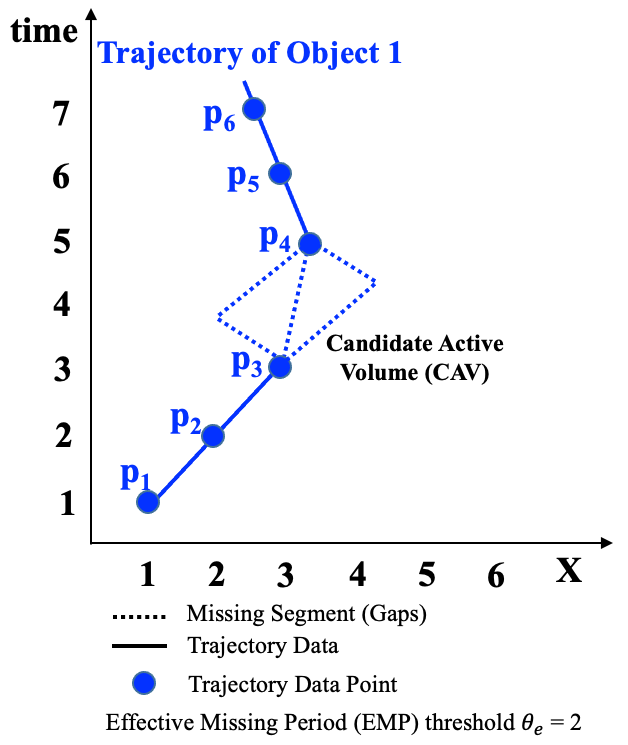 time
Trajectory of Object 1
7
p6
6
p5
5
p4
4
Candidate Active
Volume (CAV)
3
p3
2
p2
p1
1
1 2 3 4 5 6 X
Missing Segment (Gaps)
Trajectory Data
Trajectory Data Point
Effective Missing Period (EMP) threshold θe = 2